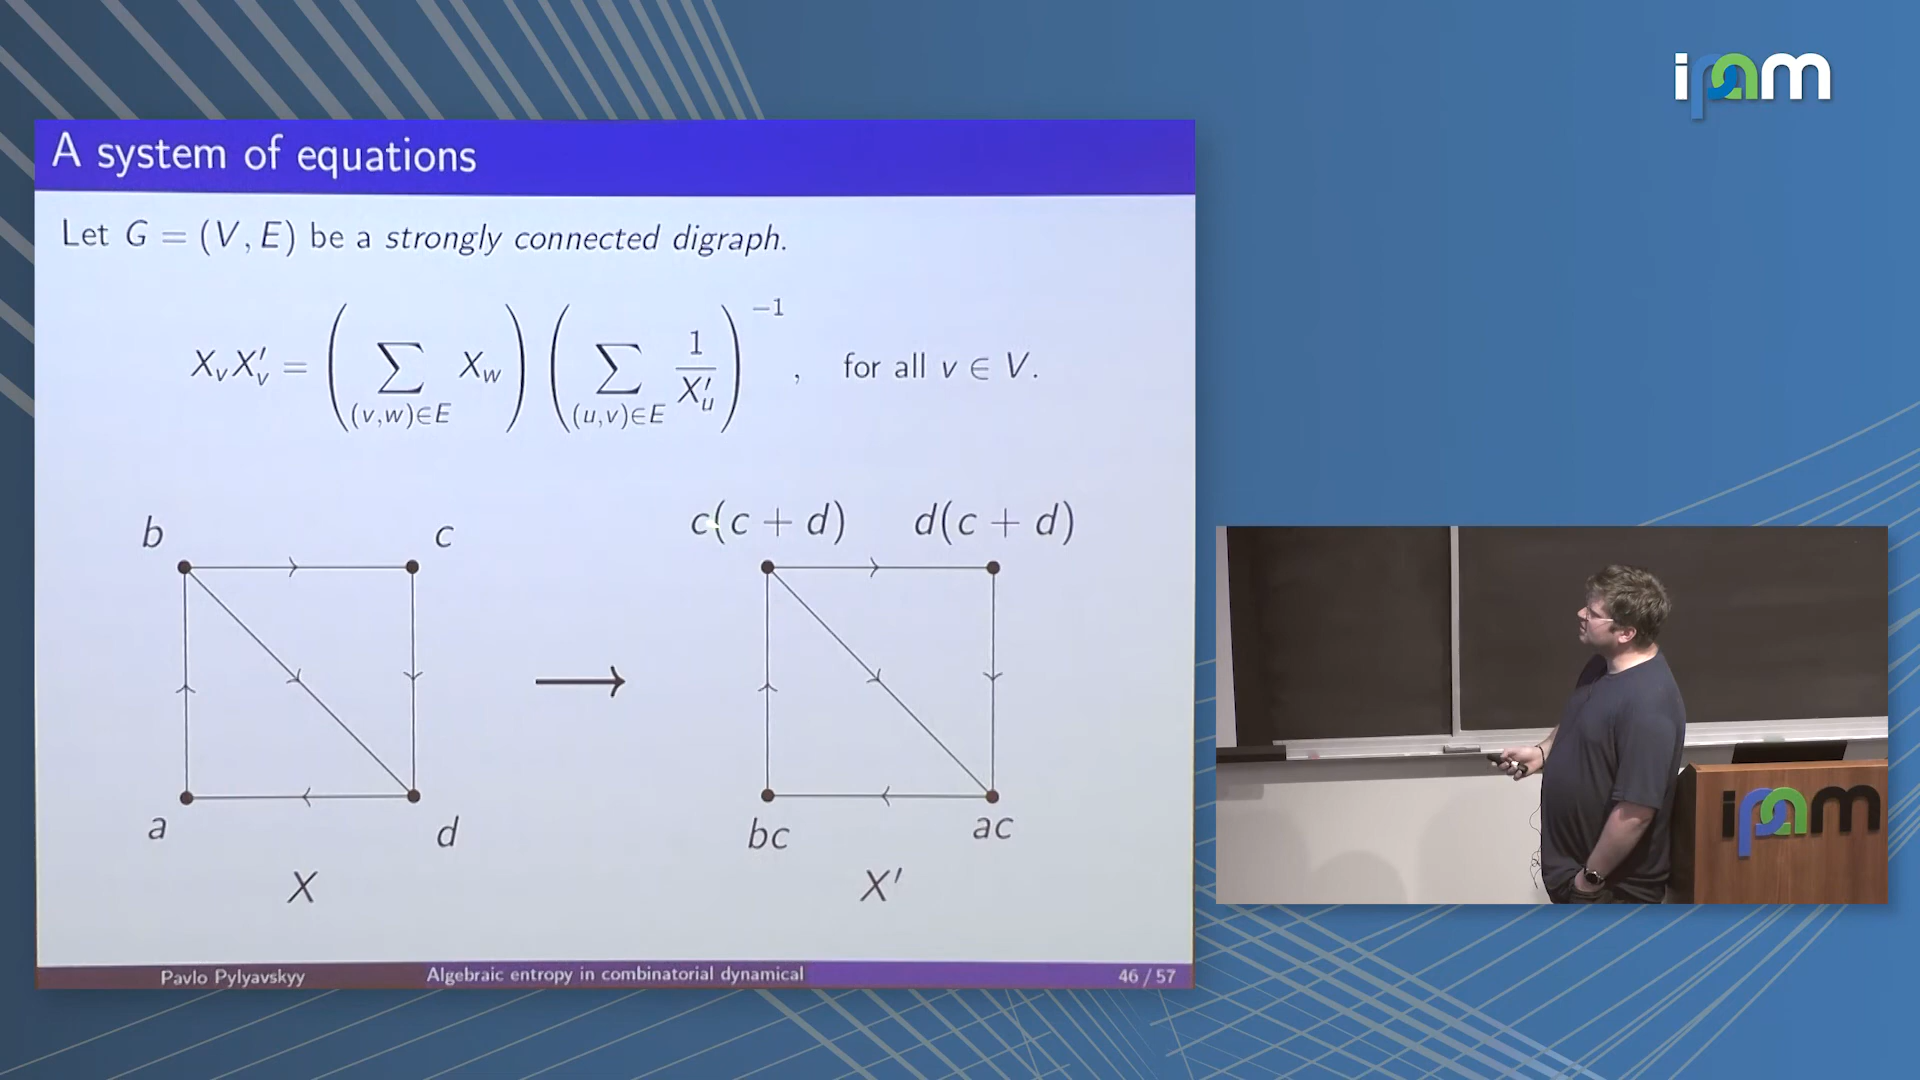 ipam
A system of equations
Let G = (V, E) be a strongly connected digraph.
X_v X'_v = ( ∑_{(v,w)∈E} X_w ) ( ∑_{(u,v)∈E} 1/X'_u )^{-1} , for all v ∈ V.
b c c(c + d) d(c + d)
a d bc ac
X X'
Pavlo Pylyavskyy Algebraic entropy in combinatorial dynamical 46 / 57
ipam